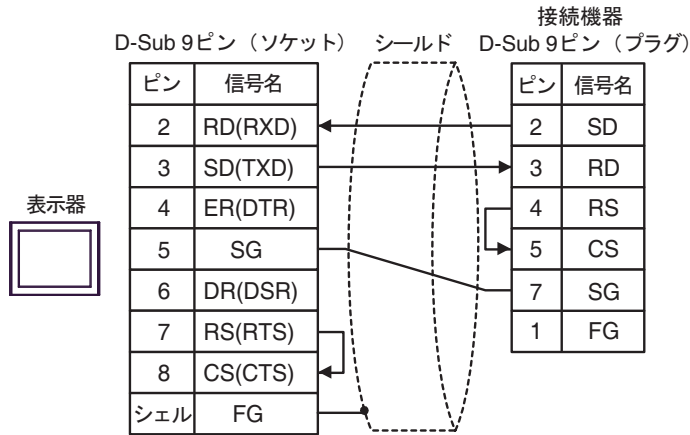 接続機器
D-Sub 9ピン（ソケット） シールド D-Sub 9ピン（プラグ）
ピン 信号名 ピン 信号名
2 RD(RXD) 2 SD
3 SD(TXD) 3 RD
表示器 4 ER(DTR) 4 RS
5 SG 5 CS
6 DR(DSR) 7 SG
7 RS(RTS) 1 FG
8 CS(CTS)
シェル FG